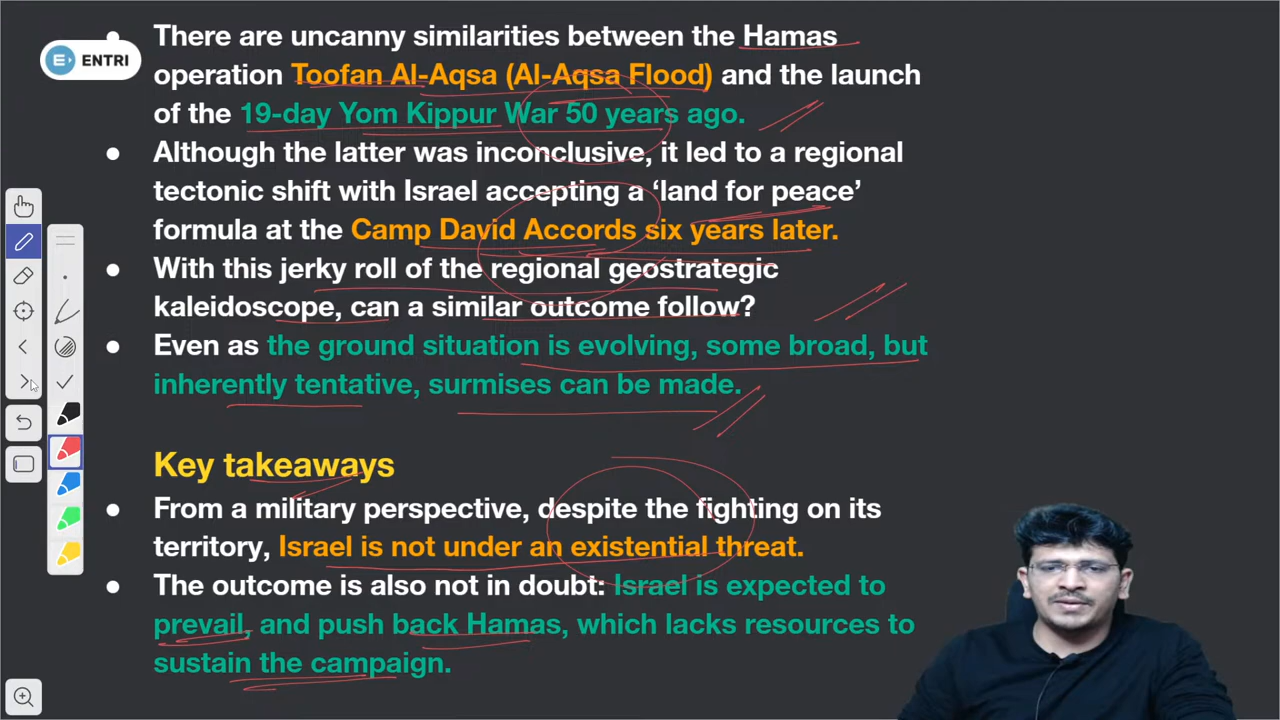 There are uncanny similarities between the Hamas
ENTRI
operation Toofan Al-Aqsa (Al-Aqsa Flood) and the launch
of the 19-day Yom Kippur War 50 years ago.
Although the latter was inconclusive, it led to a regional
tectonic shift with Israel accepting a ‘land for peace’
formula at the Camp David Accords six years later.
With this jerky roll of the regional geostrategic
kaleidoscope, can a similar outcome follow?
Even as the ground situation is evolving, some broad, but
inherently tentative, surmises can be made.
Key takeaways
From a military perspective, despite the fighting on its
territory, Israel is not under an existential threat.
The outcome is also not in doubt: Israel is expected to
prevail, and push back Hamas, which lacks resources to
sustain the campaign.